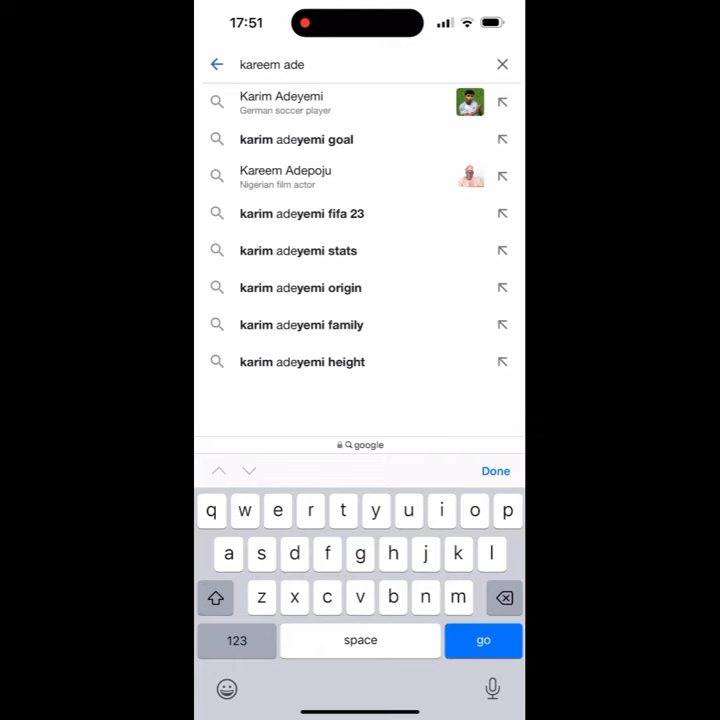 17:51
kareem ade
Karim Adeyemi
German soccer player
karim adeyemi goal
Kareem Adepoju
Nigerian film actor
karim adeyemi fifa 23
karim adeyemi stats
karim adeyemi origin
karim adeyemi family
karim adeyemi height
google
Done
q w e r t y u i o p
a s d f g h j k l
z x c v b n m
123 space go